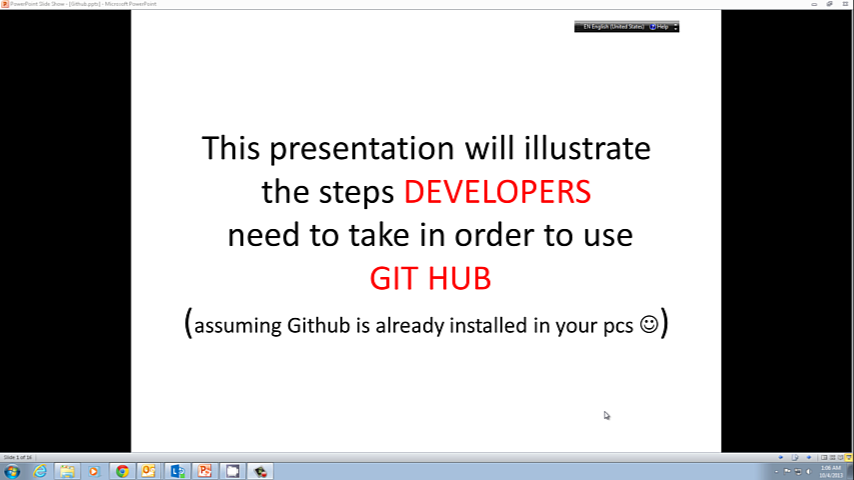 PowerPoint Slide Show - [Github.pptx] - Microsoft PowerPoint
EN English (United States) Help
This presentation will illustrate
the steps DEVELOPERS
need to take in order to use
GIT HUB
(assuming Github is already installed in your pcs ☺)
Slide 1 of 16
1:06 AM
10/4/2013